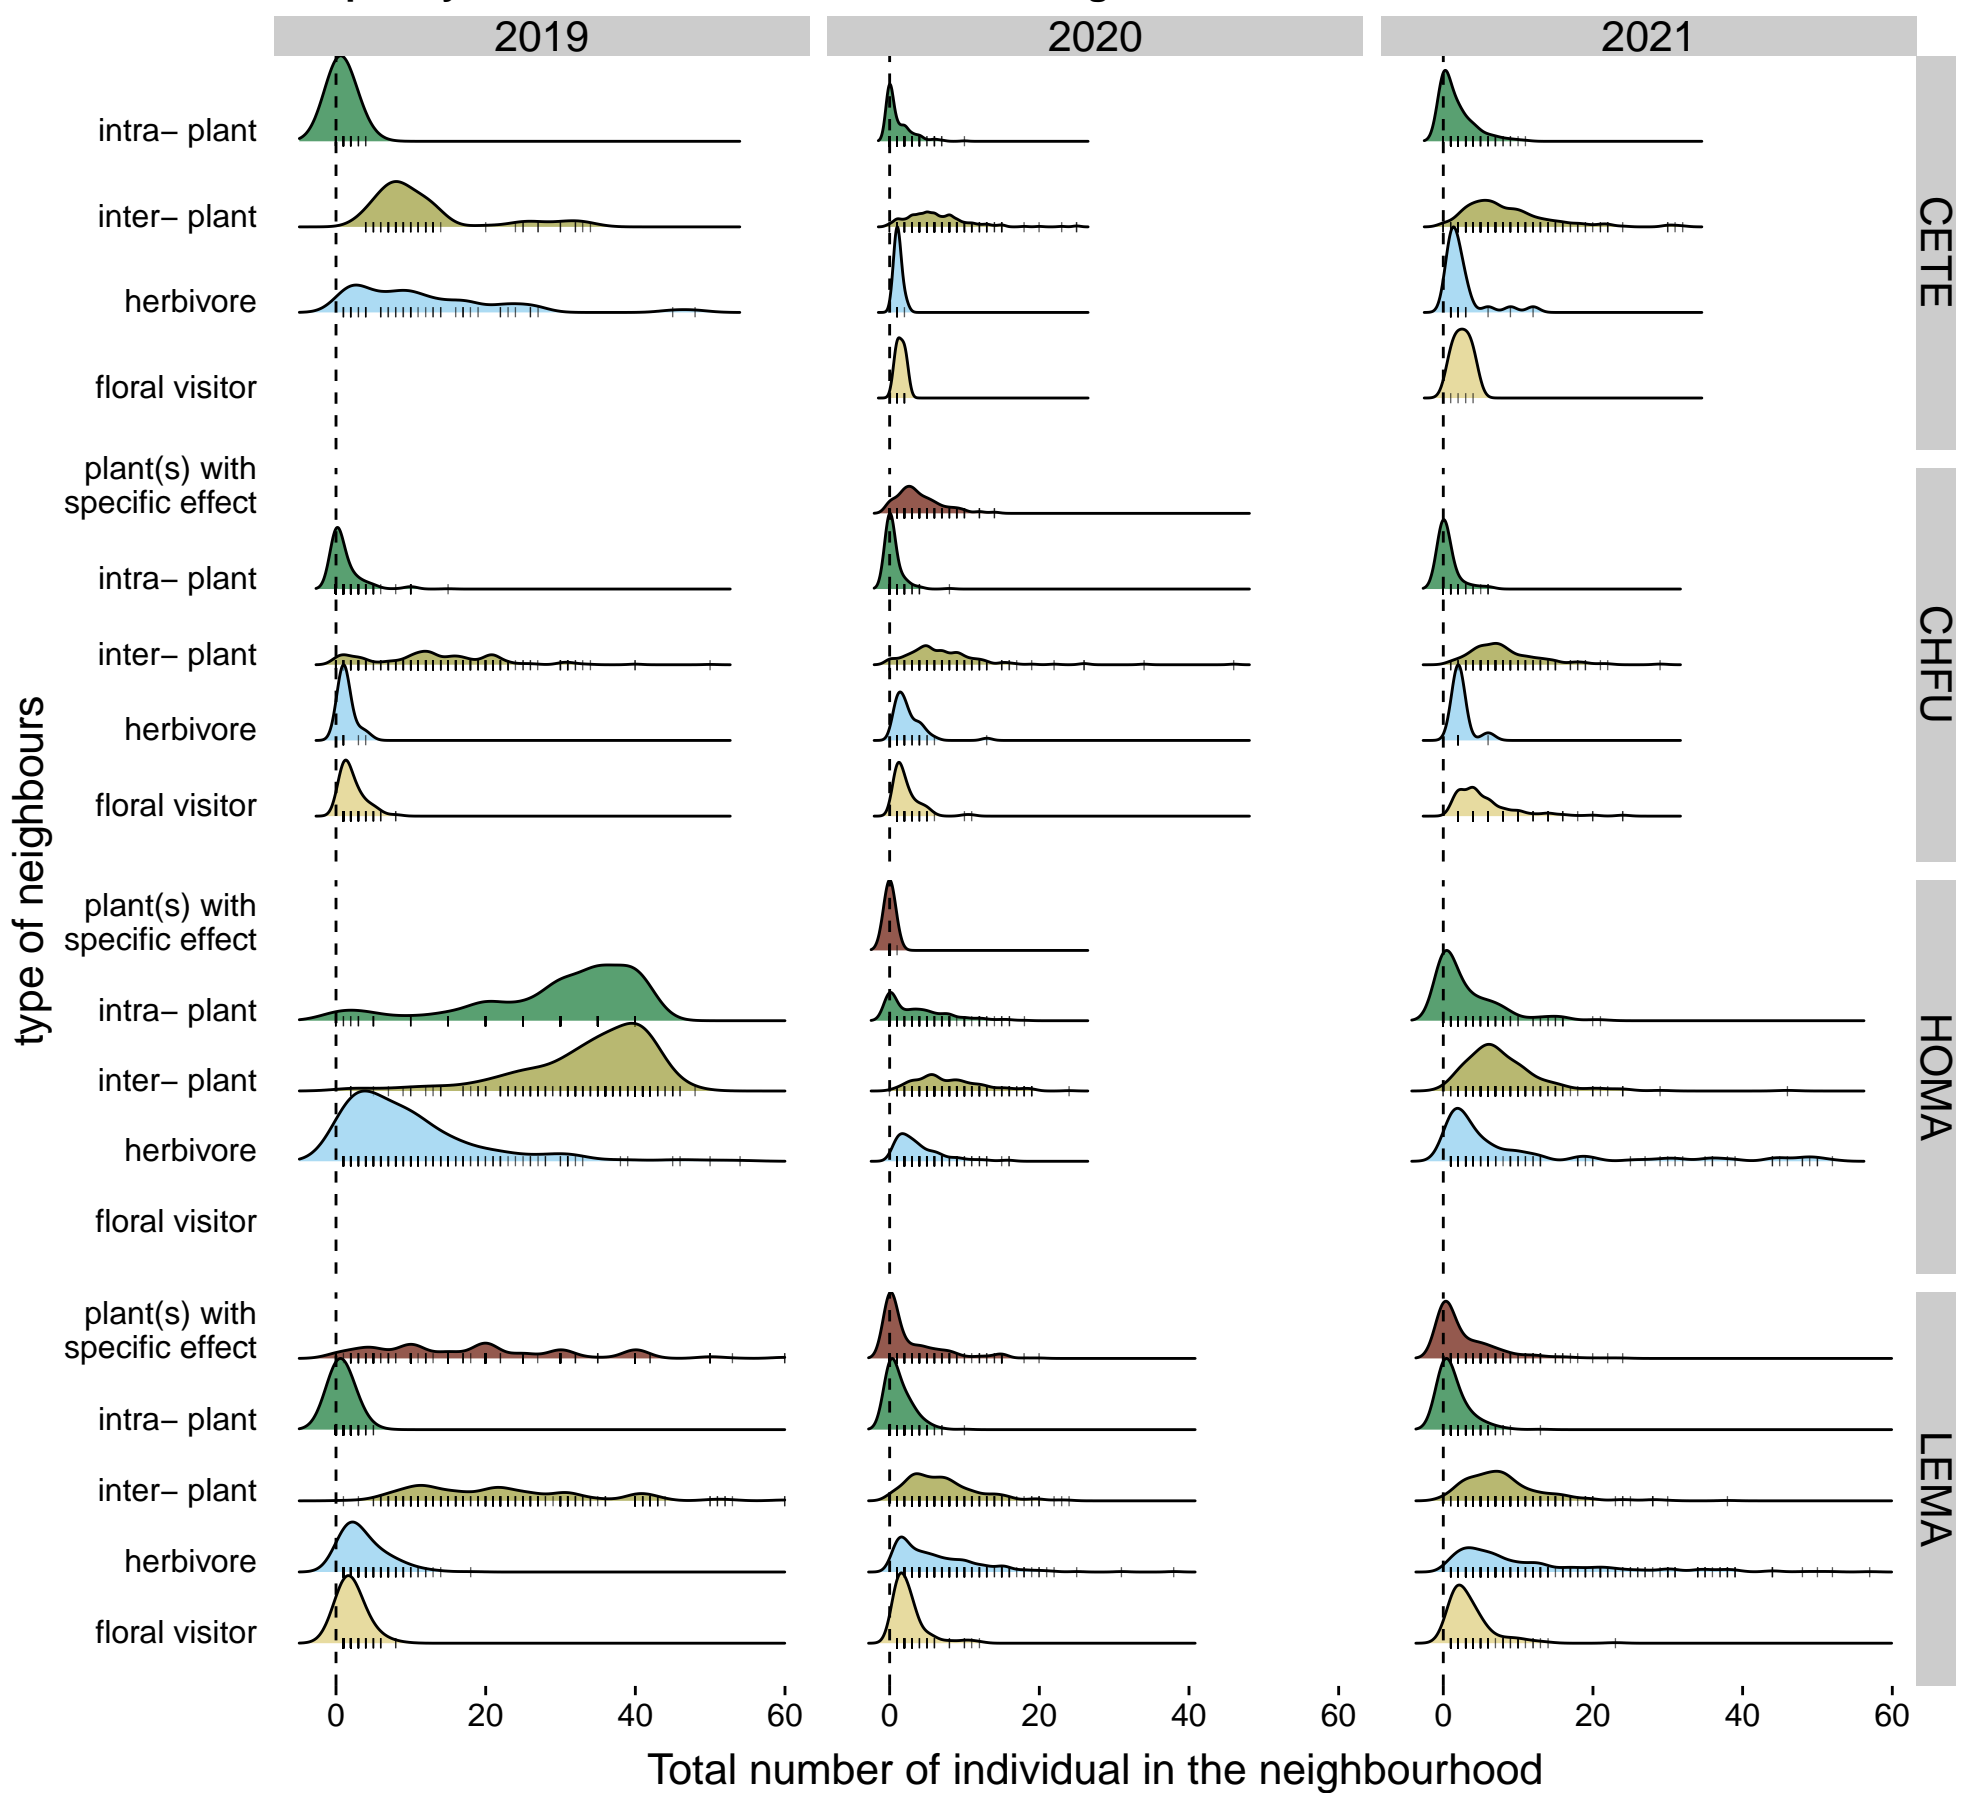 2019 2020 2021
intra− plant
inter− plant
herbivore
floral visitor
CETE
plant(s) with
specific effect
intra− plant
inter− plant
herbivore
floral visitor
CHFU
plant(s) with
specific effect
intra− plant
inter− plant
herbivore
floral visitor
HOMA
plant(s) with
specific effect
intra− plant
inter− plant
herbivore
floral visitor
LEMA
type of neighbours
0 20 40 60 0 20 40 60 0 20 40 60
Total number of individual in the neighbourhood